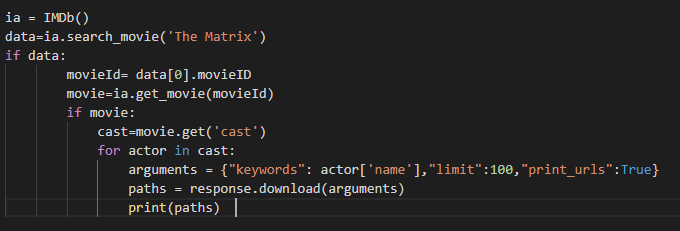 ia = IMDb()
data=ia.search_movie('The Matrix')
if data:
movieId= data[0].movieID
movie=ia.get_movie(movieId)
if movie:
cast=movie.get('cast')
for actor in cast:
arguments = {"keywords": actor['name'],"limit":100,"print_urls":True}
paths = response.download(arguments)
print(paths)